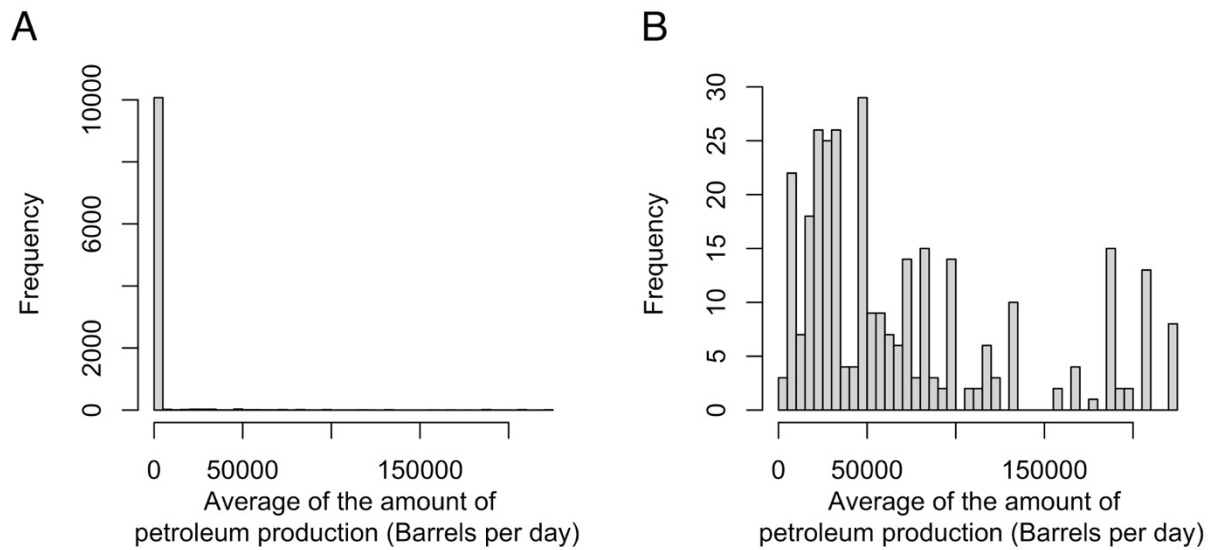 A
Frequency
10000
6000
2000
0
0 50000 150000
Average of the amount of
petroleum production (Barrels per day)
B
Frequency
30
25
20
15
10
5
0
0 50000 150000
Average of the amount of
petroleum production (Barrels per day)